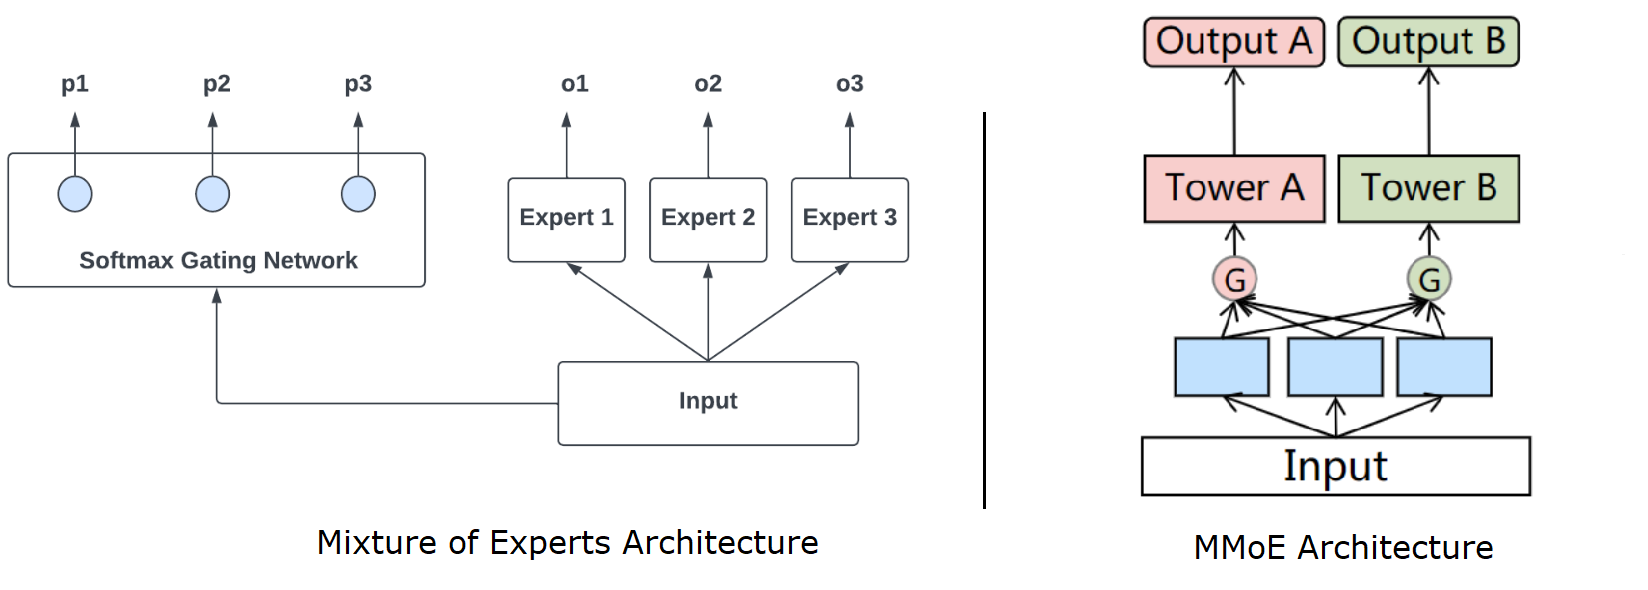 p1 p2 p3
Softmax Gating Network
o1 o2 o3
Expert 1 Expert 2 Expert 3
Input
Mixture of Experts Architecture
Output A Output B
Tower A Tower B
G G
Input
MMoE Architecture